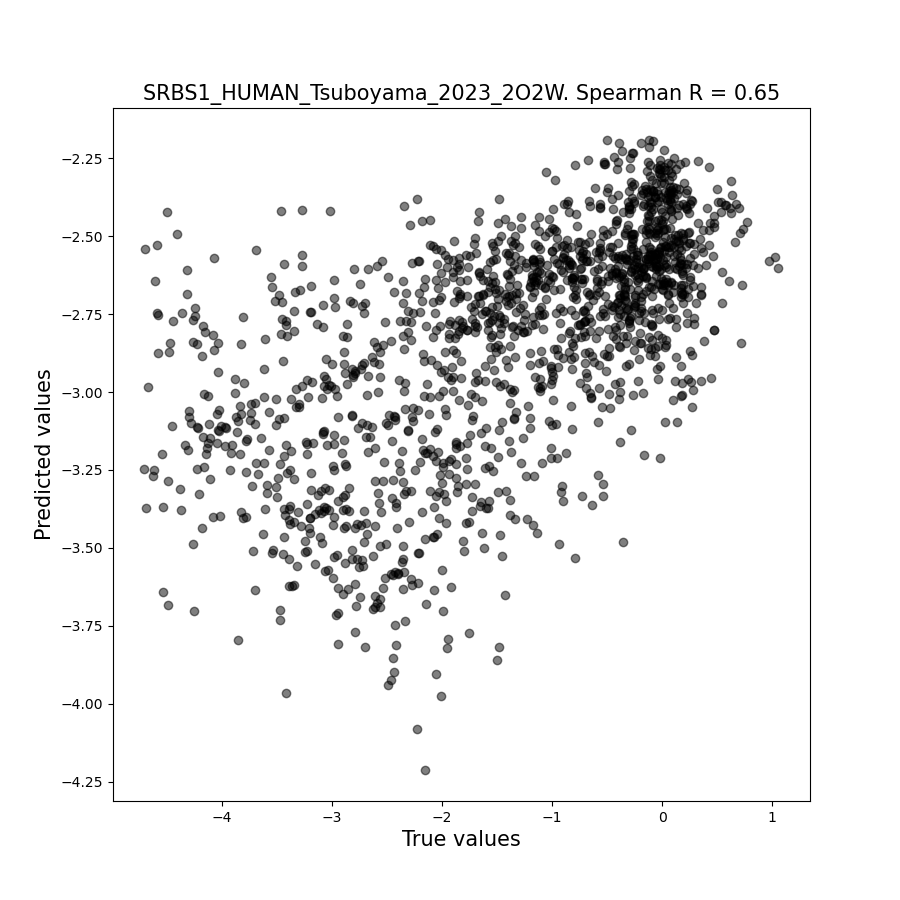 SRBS1_HUMAN_Tsuboyama_2023_2O2W. Spearman R = 0.65
Predicted values
−2.25
−2.50
−2.75
−3.00
−3.25
−3.50
−3.75
−4.00
−4.25
−4 −3 −2 −1 0 1
True values